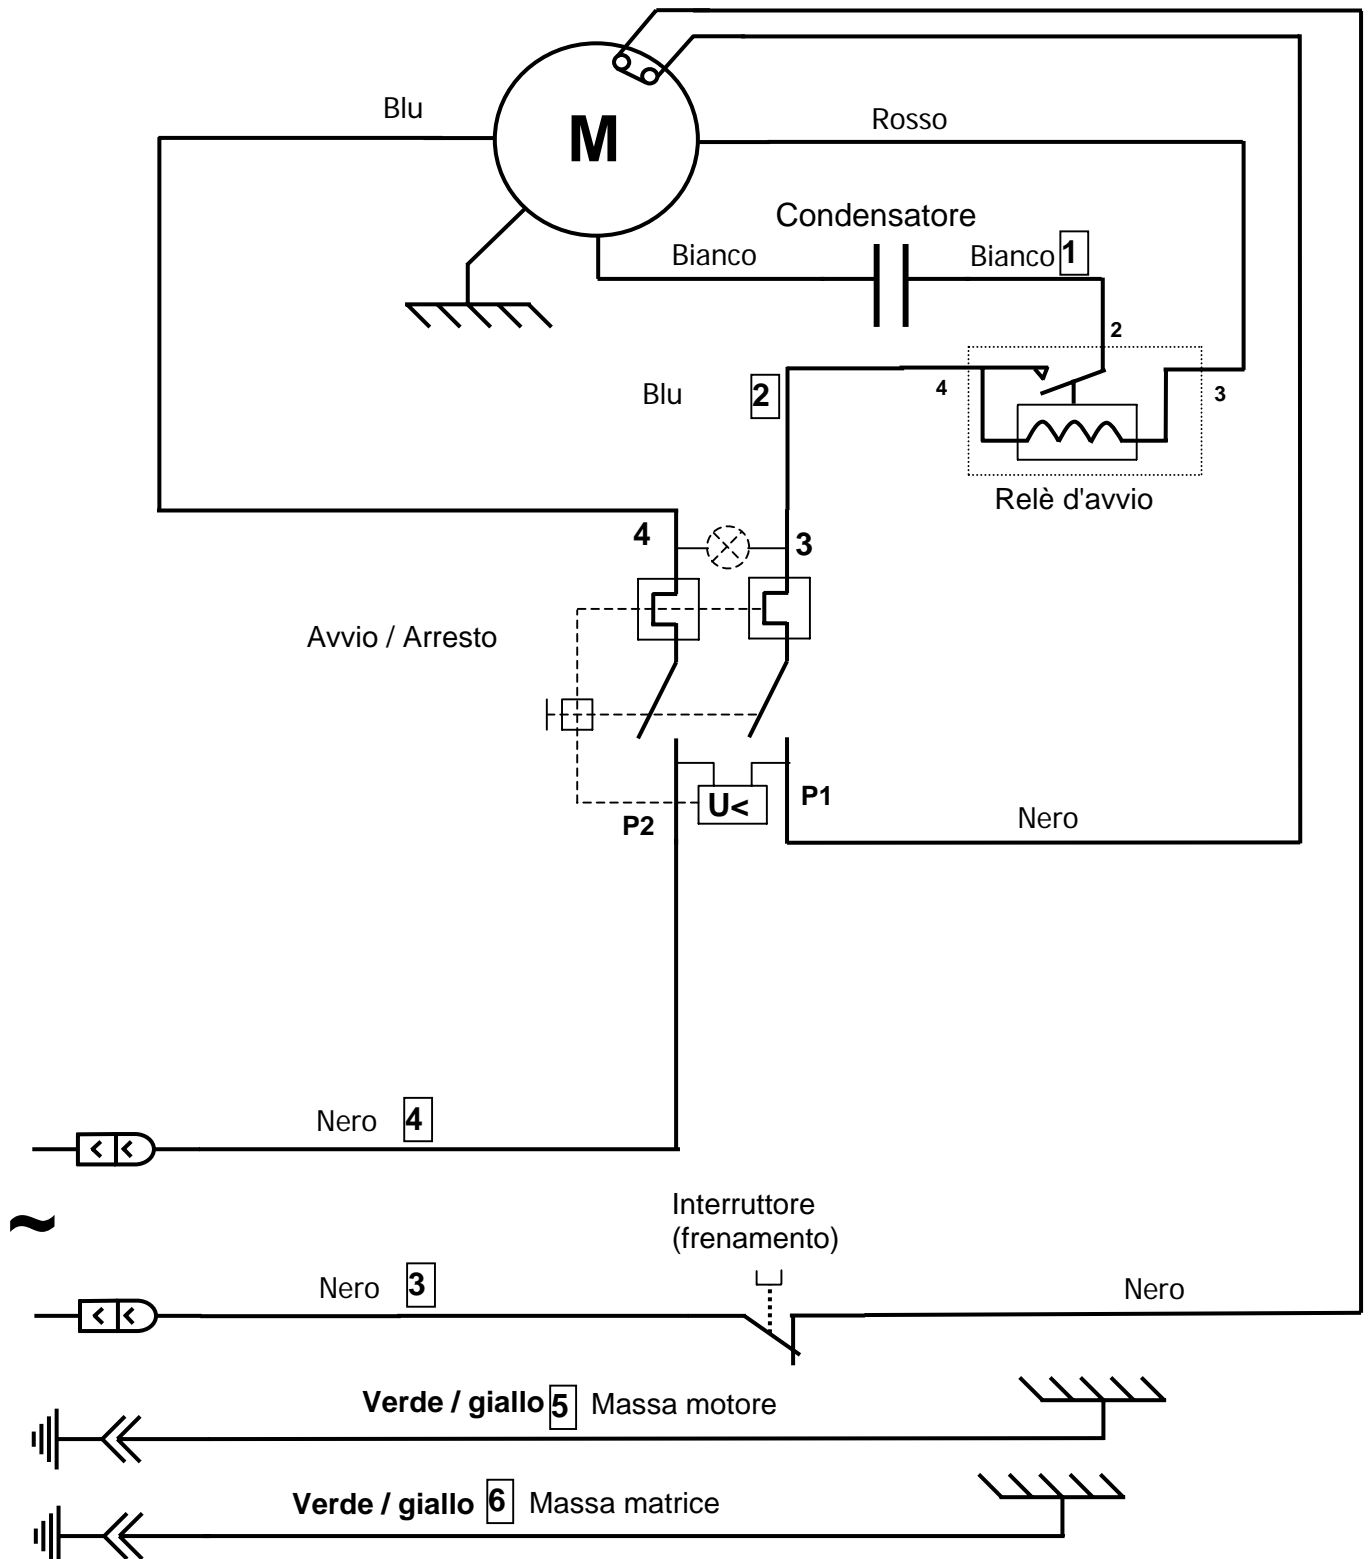 Blu
M
Rosso
Condensatore
Bianco
Bianco 1
2
Blu
2
4
3
Relè d'avvio
4
3
Avvio / Arresto
U<
P1
P2
Nero
Nero 4
~
Interruttore
(frenamento)
Nero 3
Nero
Verde / giallo 5 Massa motore
Verde / giallo 6 Massa matrice